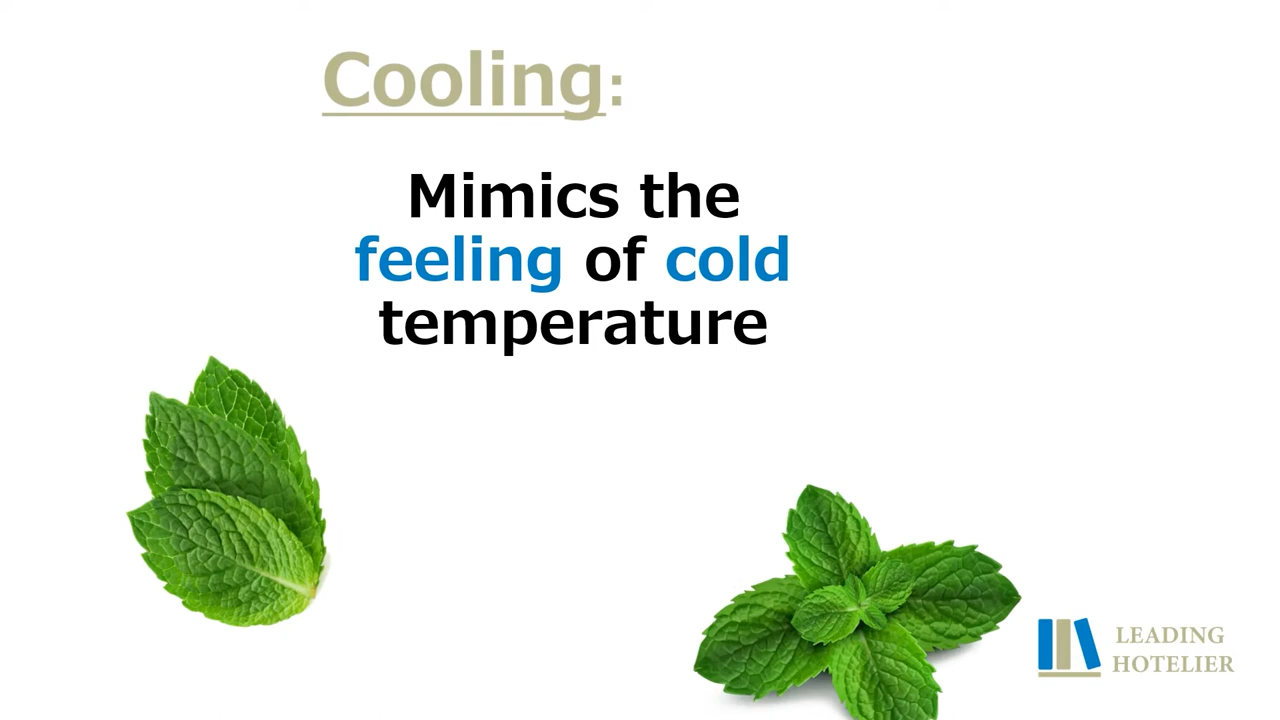 Cooling:
Mimics the
feeling of cold
temperature
LEADING
HOTELIER